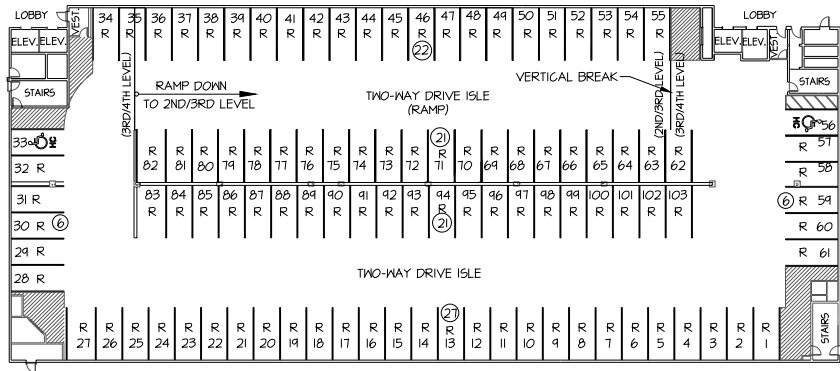 LOBBY
LOBBY
34 35 36 37 38 39 40 41 42 43 44 45 46 47 48 49 50 51 52 53 54 55
R R R R R R R R R R R R R R R R R R R R R R
22
ELEV. ELEV. VEST.
ELEV. ELEV. VEST.
STAIRS
STAIRS
(3RD/4TH LEVEL)
RAMP DOWN
TO 2ND/3RD LEVEL
TWO-WAY DRIVE ISLE
(RAMP)
VERTICAL BREAK
(2ND/3RD LEVEL)
(3RD/4TH LEVEL)
33 HC
32 R
31 R
30 R 6
29 R
28 R
HC 56
R 57
R 58
6 R 59
R 60
R 61
21
R R R R R R R R R R R R R R R R R R R R R
82 81 80 79 78 77 76 75 74 73 72 71 70 69 68 67 66 65 64 63 62
83 84 85 86 87 88 89 90 91 92 93 94 95 96 97 98 99 100 101 102 103
R R R R R R R R R R R R R R R R R R R R R
21
TWO-WAY DRIVE ISLE
27
R R R R R R R R R R R R R R R R R R R R R R R R R R R
27 26 25 24 23 22 21 20 19 18 17 16 15 14 13 12 11 10 9 8 7 6 5 4 3 2 1
STAIRS